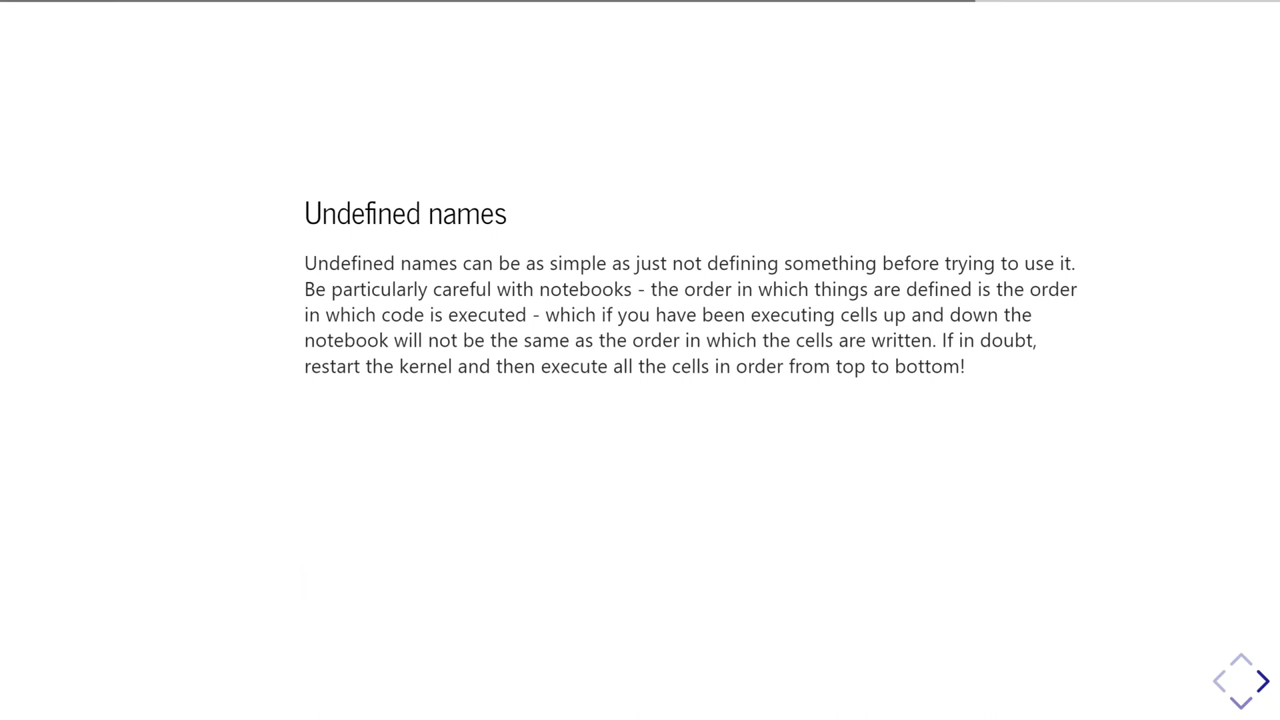 Undefined names
Undefined names can be as simple as just not defining something before trying to use it.
Be particularly careful with notebooks - the order in which things are defined is the order
in which code is executed - which if you have been executing cells up and down the
notebook will not be the same as the order in which the cells are written. If in doubt,
restart the kernel and then execute all the cells in order from top to bottom!